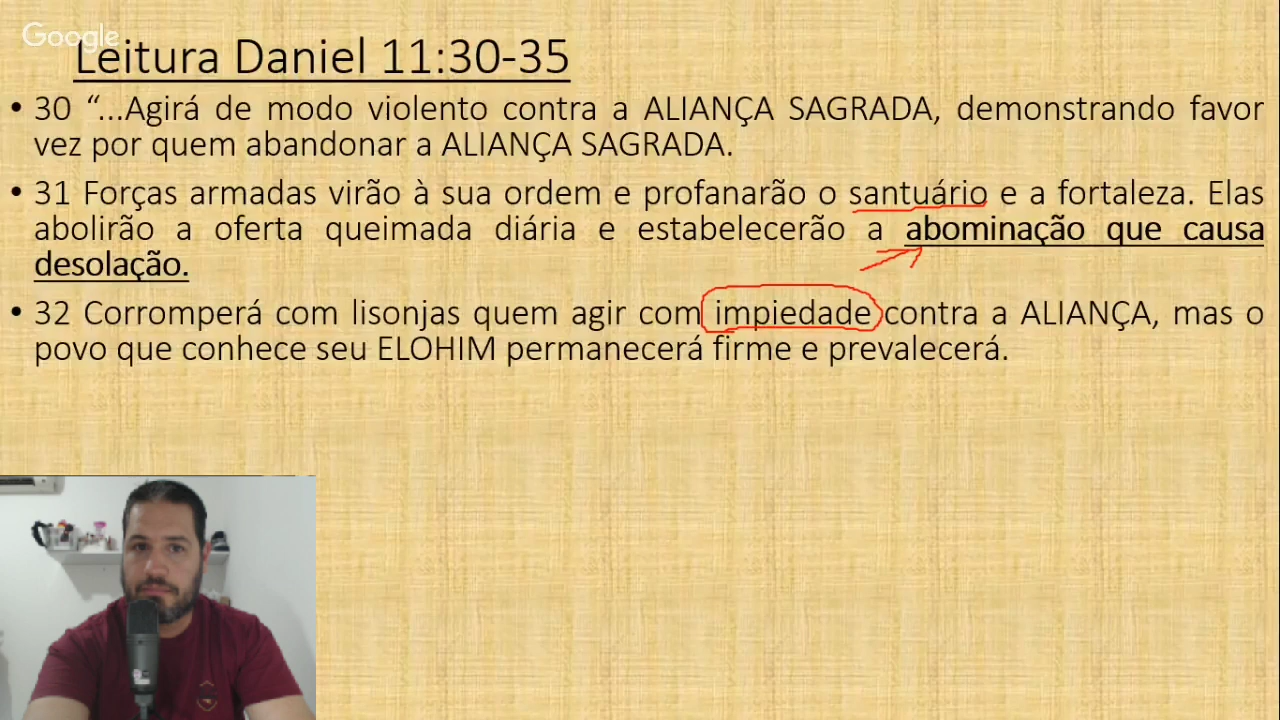 Google
Leitura Daniel 11:30-35
• 30 “...Agirá de modo violento contra a ALIANÇA SAGRADA, demonstrando favor
vez por quem abandonar a ALIANÇA SAGRADA.
• 31 Forças armadas virão à sua ordem e profanarão o santuário e a fortaleza. Elas
abolirão a oferta queimada diária e estabelecerão a abominação que causa
desolação.
• 32 Corromperá com lisonjas quem agir com impiedade contra a ALIANÇA, mas o
povo que conhece seu ELOHIM permanecerá firme e prevalecerá.